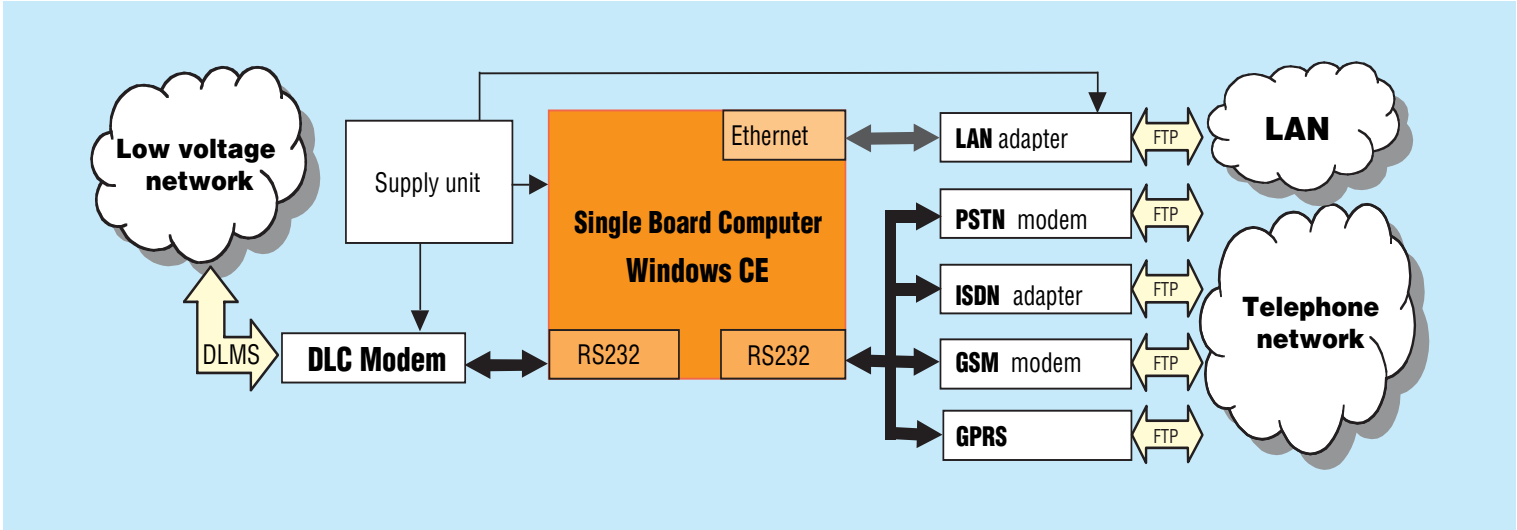 Low voltage
network
DLMS
Supply unit
DLC Modem
Ethernet
Single Board Computer
Windows CE
RS232
RS232
LAN adapter
PSTN modem
ISDN adapter
GSM modem
GPRS
FTP
FTP
FTP
FTP
FTP
LAN
Telephone
network